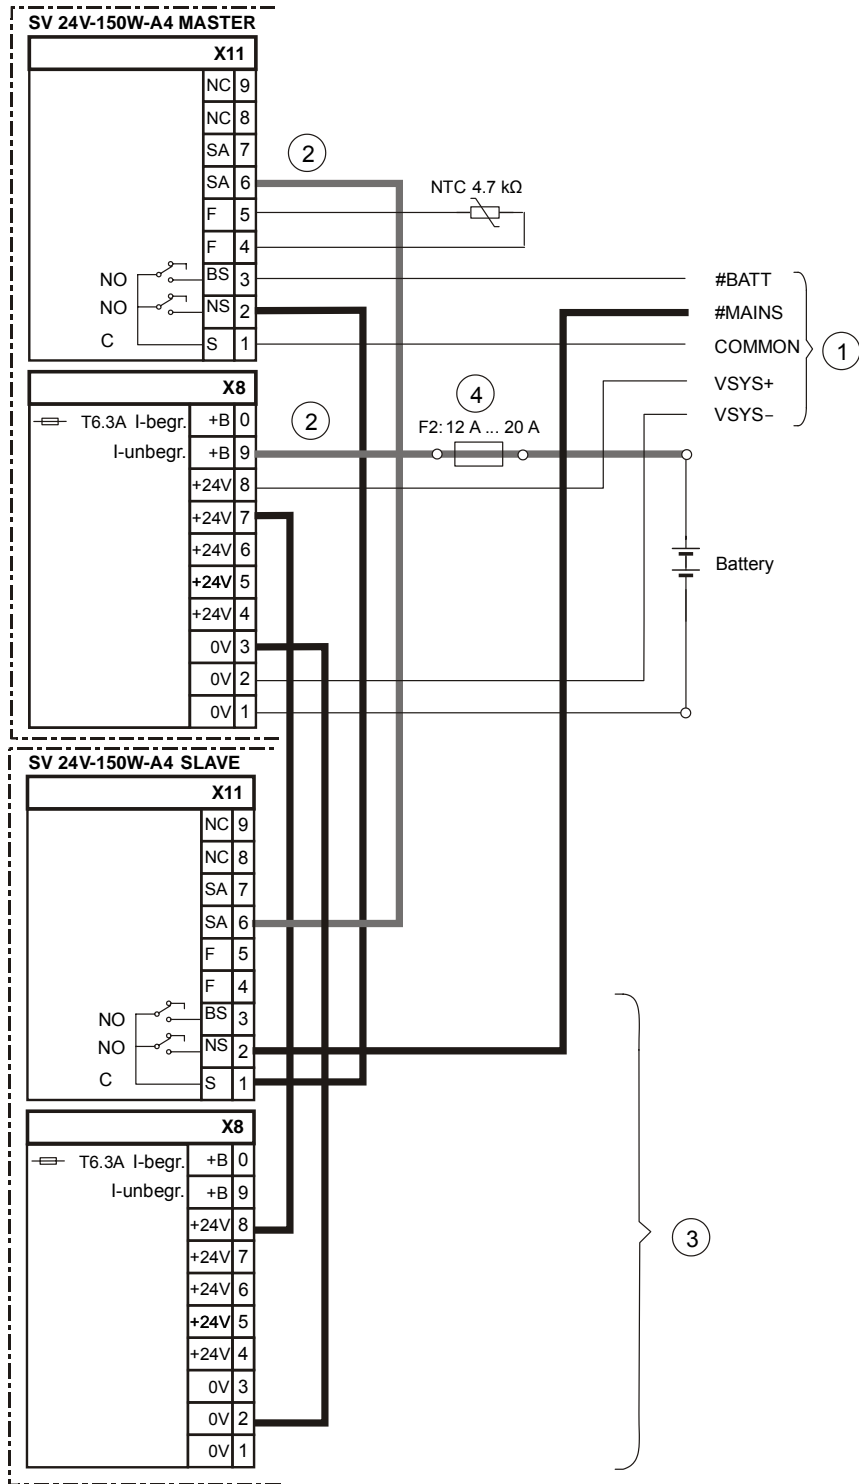 SV 24V-150W-A4 MASTER
X11
NC 9
NC 8
SA 7
2
SA 6
NTC 4.7 kΩ
F 5
F 4
NO BS 3 #BATT
NO NS 2 #MAINS
C S 1 COMMON
1
X8
VSYS+
4
T6.3A I-begr. +B 0
2
F2: 12 A ... 20 A
VSYS–
I-unbegr. +B 9
+24V 8
+24V 7
+24V 6
+24V 5
Battery
+24V 4
0V 3
0V 2
0V 1
SV 24V-150W-A4 SLAVE
X11
NC 9
NC 8
SA 7
SA 6
F 5
F 4
NO BS 3
NO NS 2
C S 1
X8
T6.3A I-begr. +B 0
I-unbegr. +B 9
+24V 8
3
+24V 7
+24V 6
+24V 5
+24V 4
0V 3
0V 2
0V 1